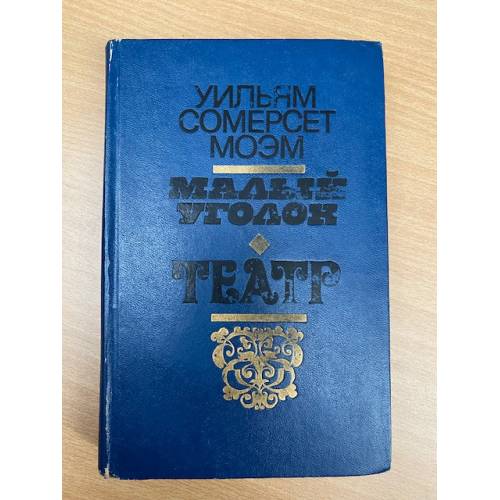 УИЛЬЯМ
СОМЕРСЕТ
МОЭМ
МАЛЫЙ
УГОЛОК
ТЕАТР